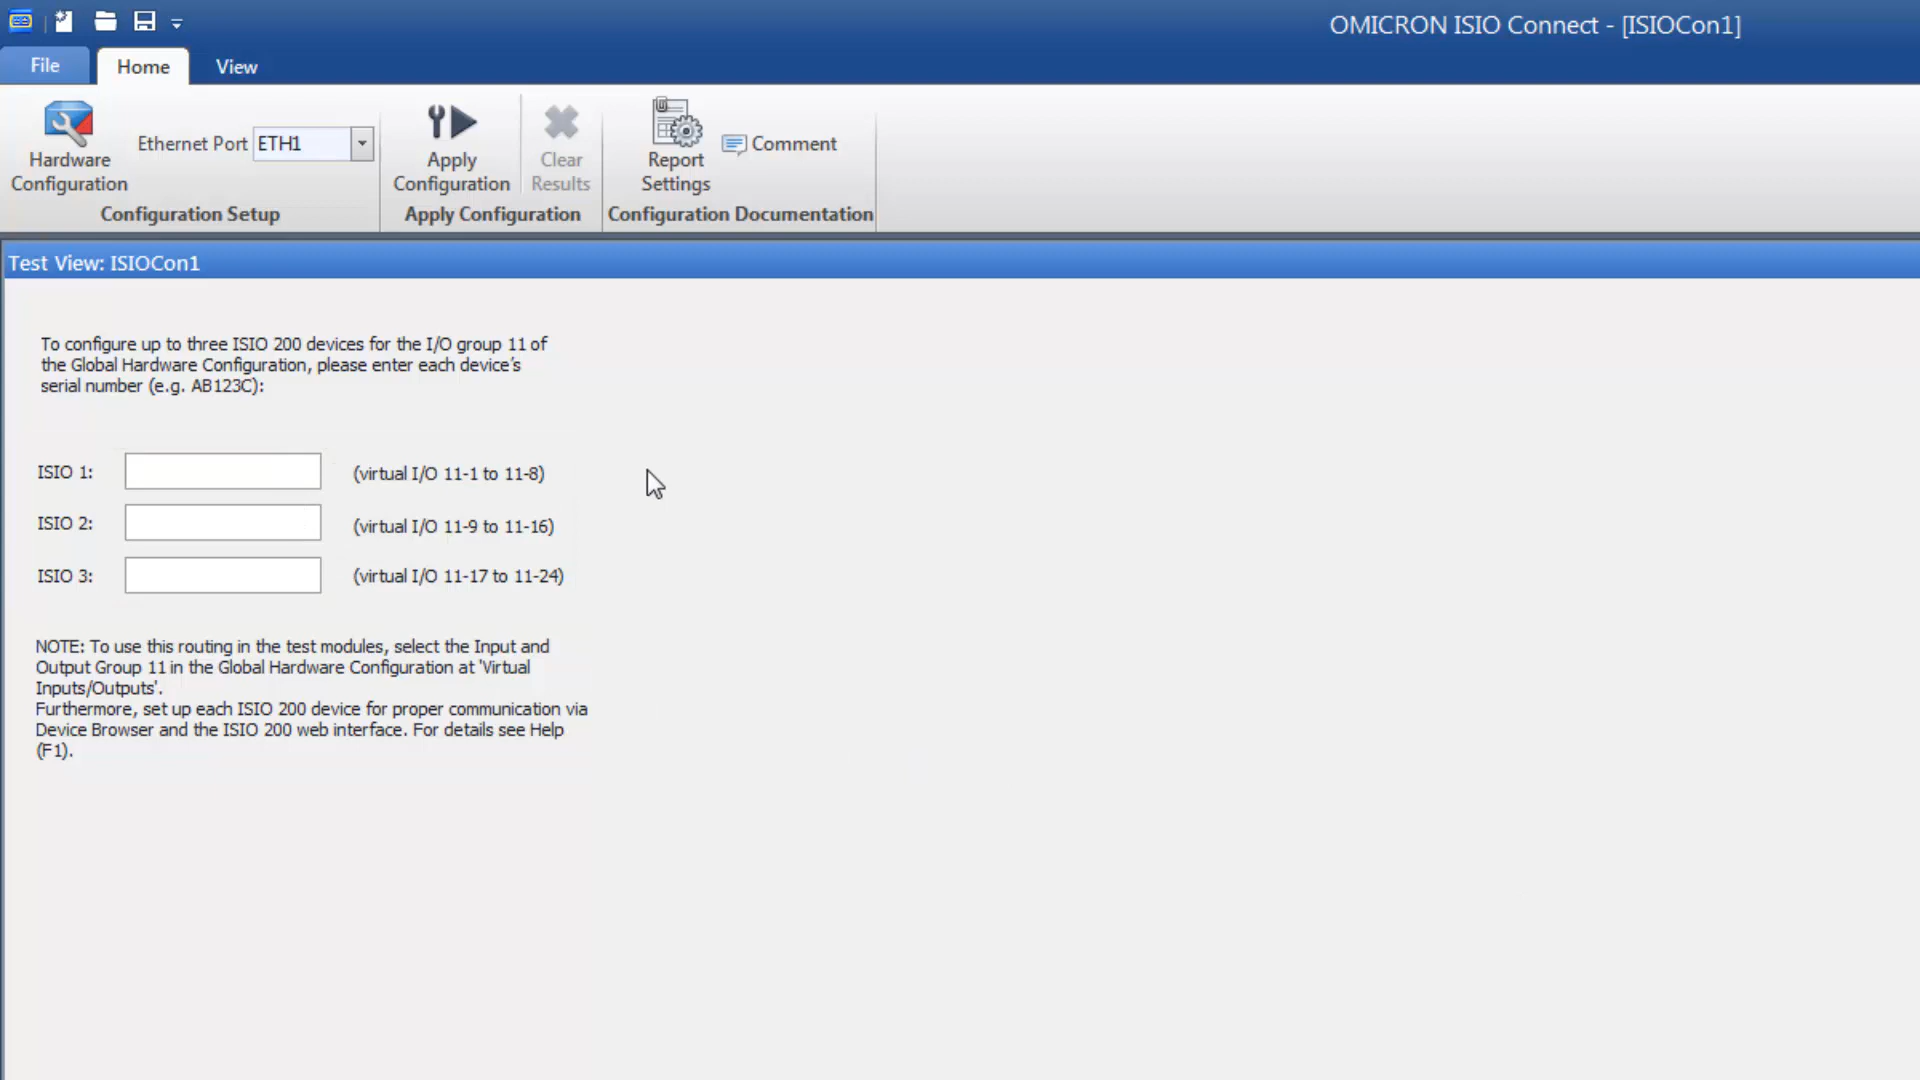 OMICRON ISIO Connect - [ISIOCon1]
File
Home
View
Hardware
Configuration
Ethernet Port
ETH1
Apply
Configuration
Clear
Results
Report
Settings
Comment
Configuration Setup
Apply Configuration
Configuration Documentation
Test View: ISIOCon1
To configure up to three ISIO 200 devices for the I/O group 11 of
the Global Hardware Configuration, please enter each device's
serial number (e.g. AB123C):
ISIO 1:
(virtual I/O 11-1 to 11-8)
ISIO 2:
(virtual I/O 11-9 to 11-16)
ISIO 3:
(virtual I/O 11-17 to 11-24)
NOTE: To use this routing in the test modules, select the Input and
Output Group 11 in the Global Hardware Configuration at 'Virtual
Inputs/Outputs'.
Furthermore, set up each ISIO 200 device for proper communication via
Device Browser and the ISIO 200 web interface. For details see Help
(F1).